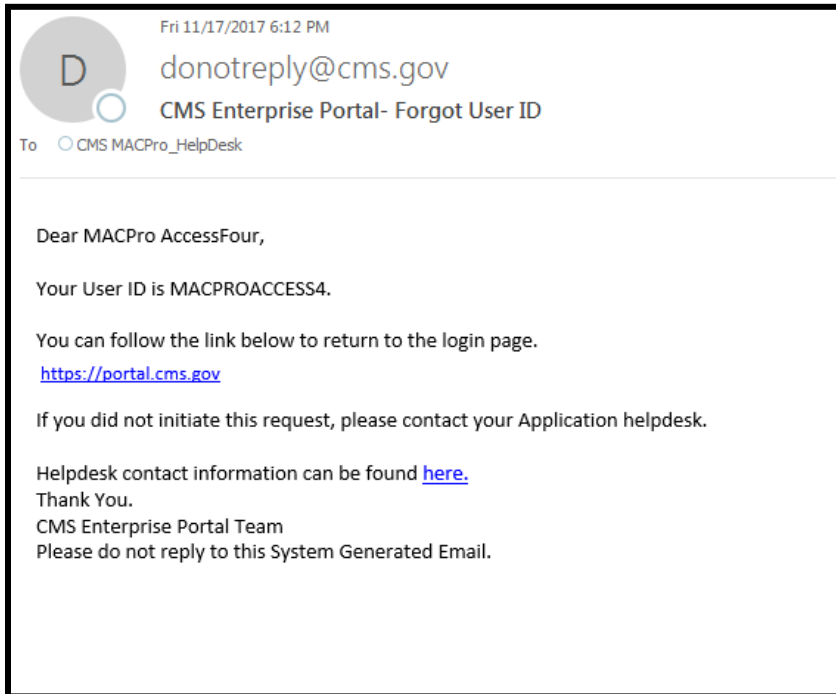 Fri 11/17/2017 6:12 PM
D
donotreply@cms.gov
CMS Enterprise Portal- Forgot User ID
To CMS MACPro_HelpDesk
Dear MACPro AccessFour,
Your User ID is MACPROACCESS4.
You can follow the link below to return to the login page.
https://portal.cms.gov
If you did not initiate this request, please contact your Application helpdesk.
Helpdesk contact information can be found here.
Thank You.
CMS Enterprise Portal Team
Please do not reply to this System Generated Email.